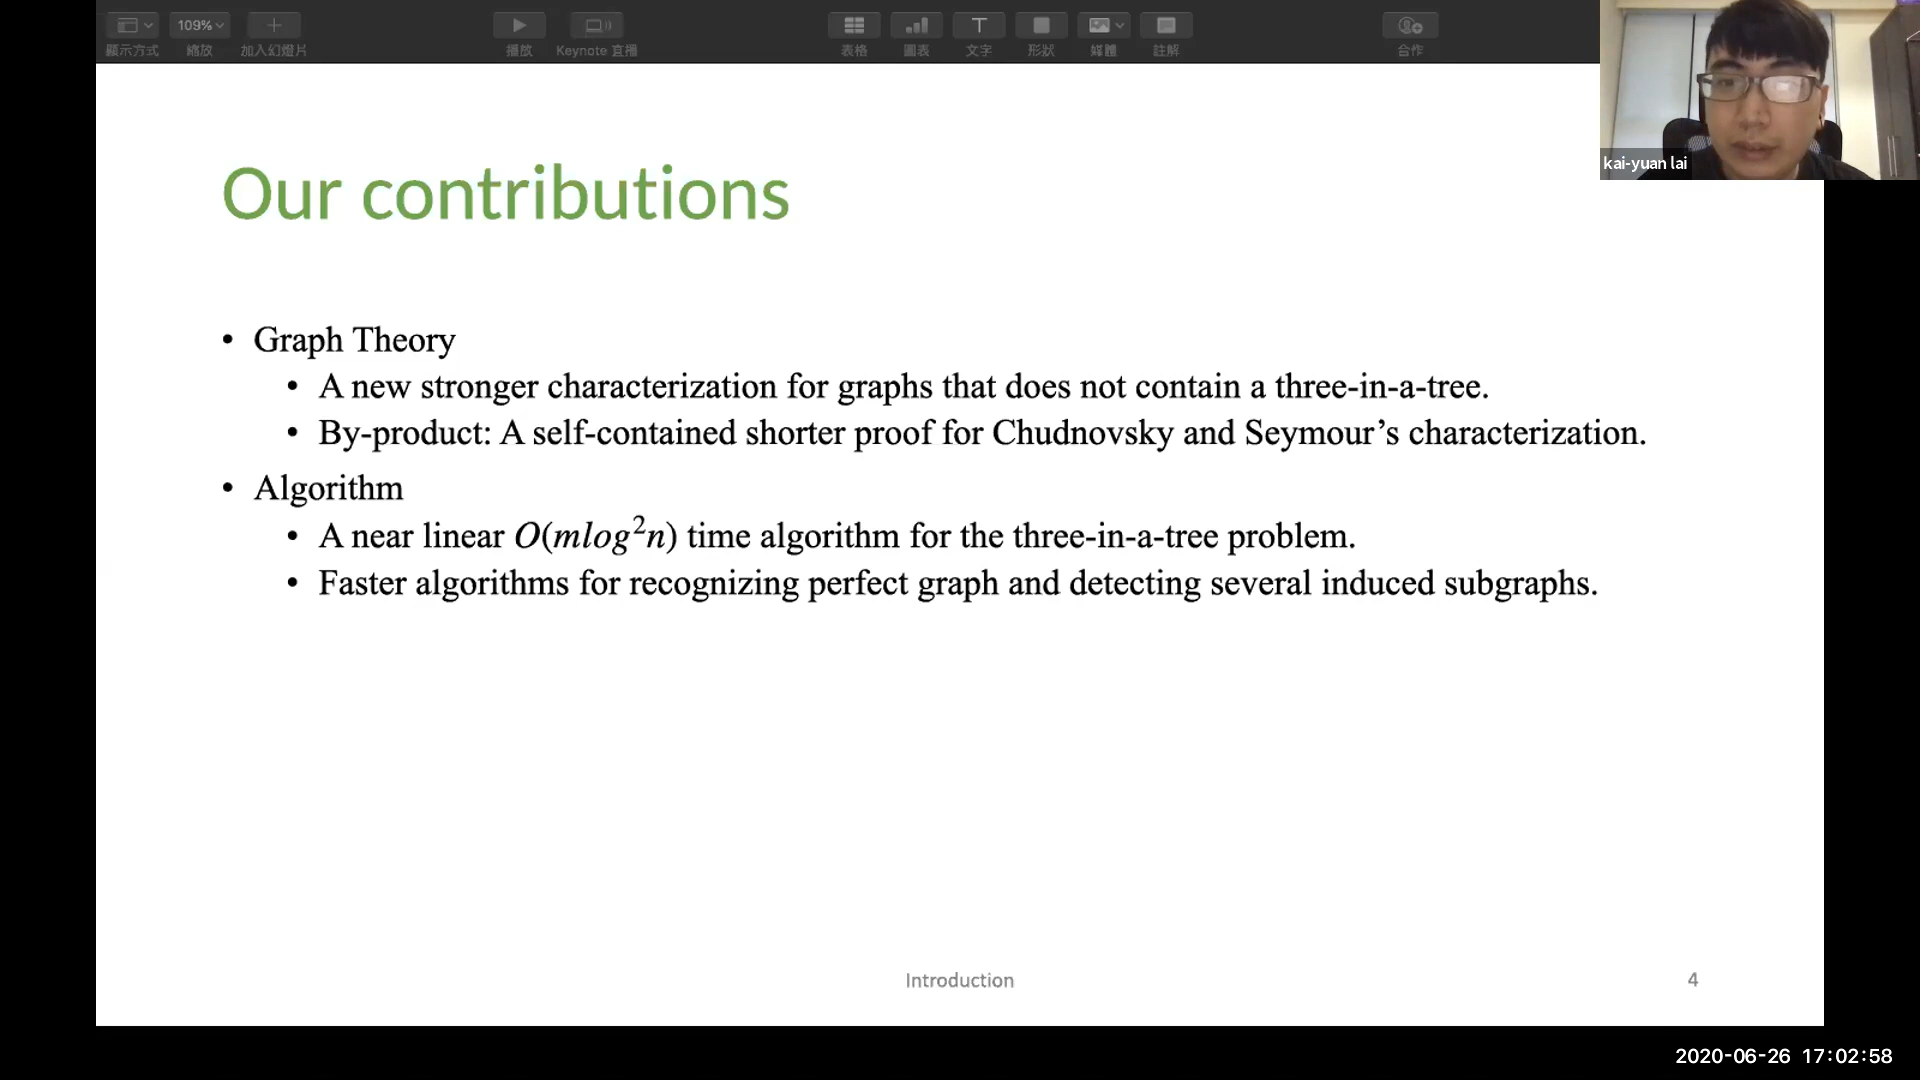 109%
顯示方式 縮放 加入幻燈片 播放 Keynote 直播 表格 圖表 文字 形狀 媒體 註解 合作
kai-yuan lai
Our contributions
• Graph Theory
• A new stronger characterization for graphs that does not contain a three-in-a-tree.
• By-product: A self-contained shorter proof for Chudnovsky and Seymour’s characterization.
• Algorithm
• A near linear O(mlog²n) time algorithm for the three-in-a-tree problem.
• Faster algorithms for recognizing perfect graph and detecting several induced subgraphs.
Introduction 4
2020-06-26 17:02:58